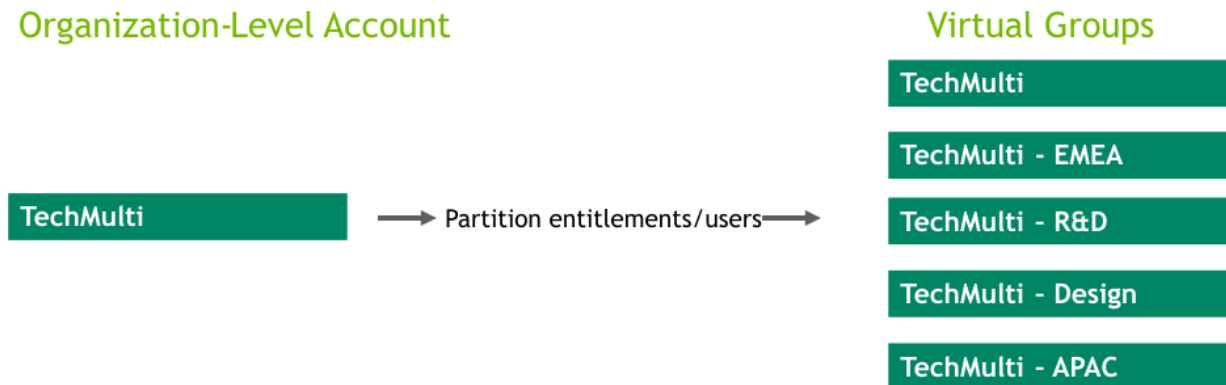 Organization-Level Account
Virtual Groups
TechMulti
Partition entitlements/users
TechMulti
TechMulti - EMEA
TechMulti - R&D
TechMulti – Design
TechMulti - APAC